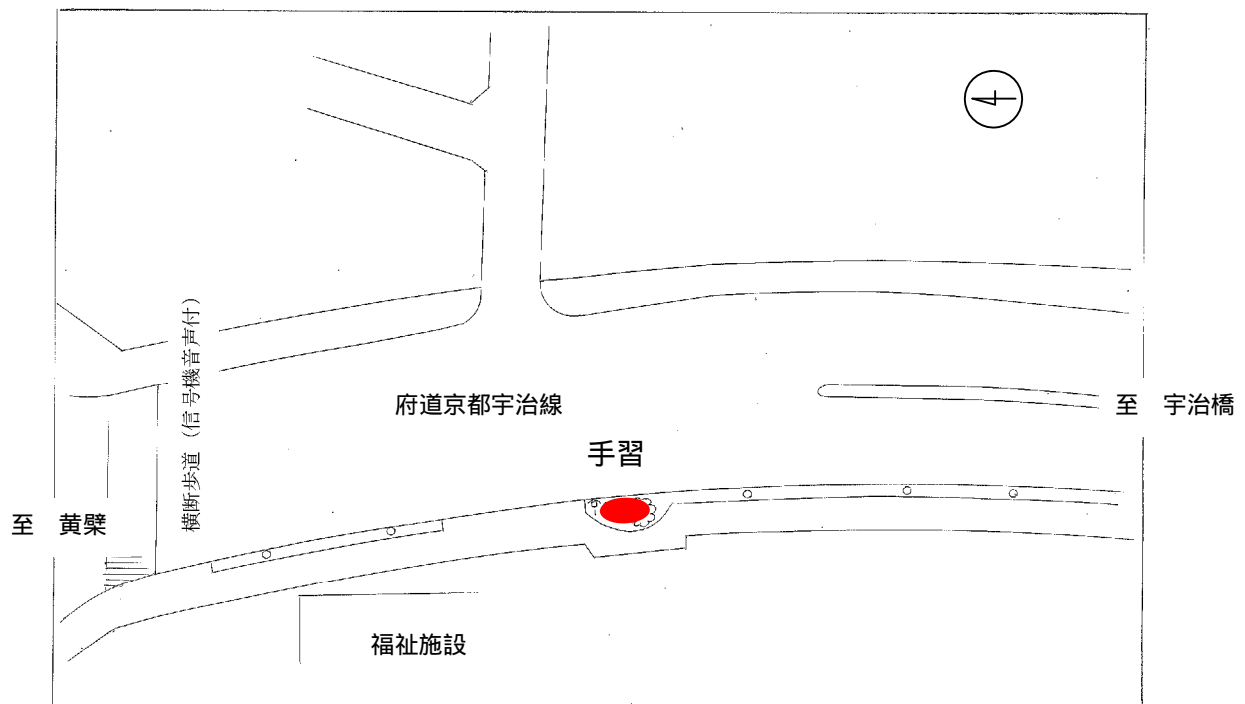 横断歩道（信号機音声付）
府道京都宇治線
至　宇治橋
手習
至　黄檗
福祉施設